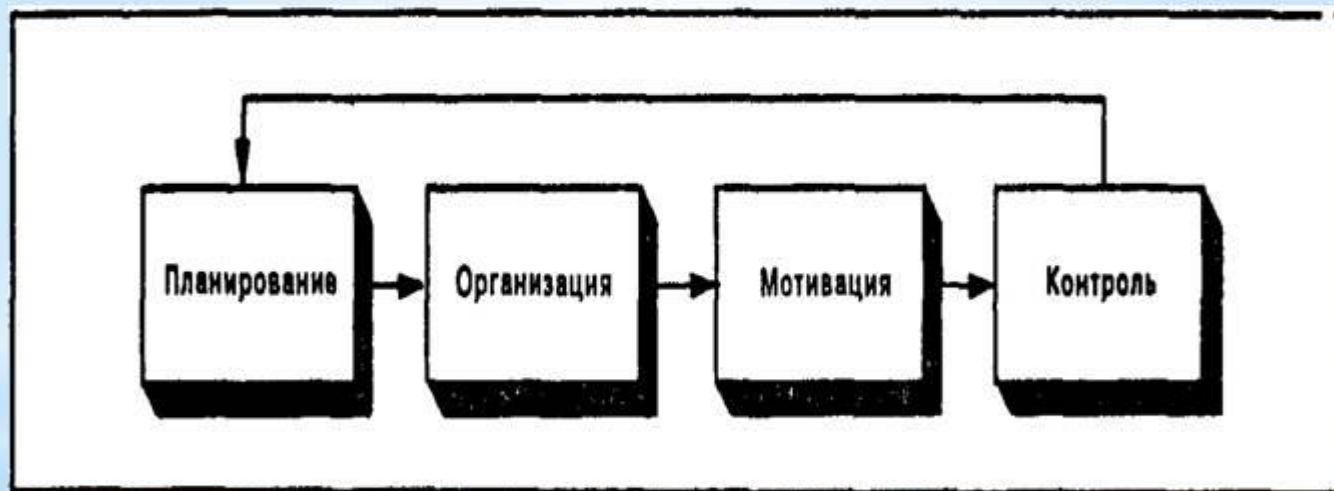 Планирование
Организация
Мотивация
Контроль